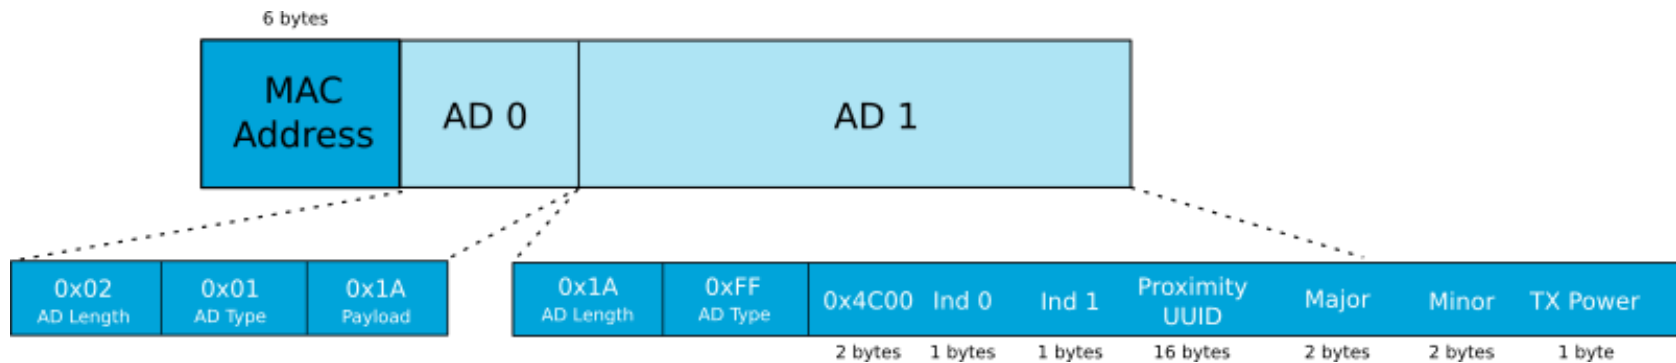 6 bytes
MAC
Address
AD 0
AD 1
0x02
AD Length
0x01
AD Type
0x1A
Payload
0x1A
AD Length
0xFF
AD Type
0x4C00
Ind 0
Ind 1
Proximity
UUID
Major
Minor
TX Power
2 bytes
1 bytes
1 bytes
16 bytes
2 bytes
2 bytes
1 byte